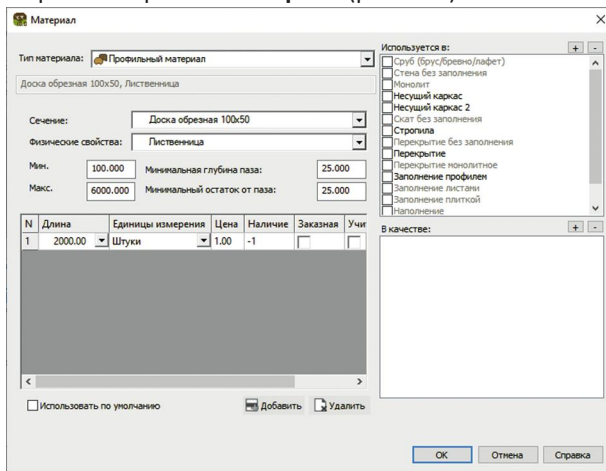 Материал
Тип материала: Профильный материал
Доска обрезная 100x50, Лиственница
Сечение: Доска обрезная 100x50
Физические свойства: Лиственница
Мин. 100.000 Минимальная глубина паза: 25.000
Макс. 6000.000 Минимальный остаток от паза: 25.000
N Длина Единицы измерения Цена Наличие Заказная Учи
1 2000.00 Штуки 1.00 -1
Использовать по умолчанию Добавить Удалить
Используется в: + -
Сруб (брус/бревно/лафет)
Стена без заполнения
Монолит
Несущий каркас
Несущий каркас 2
Скат без заполнения
Стропила
Перекрытие без заполнения
Перекрытие
Перекрытие монолитное
Заполнение профилем
Заполнение листами
Заполнение плиткой
Наполнение
В качестве: + -
OK Отмена Справка